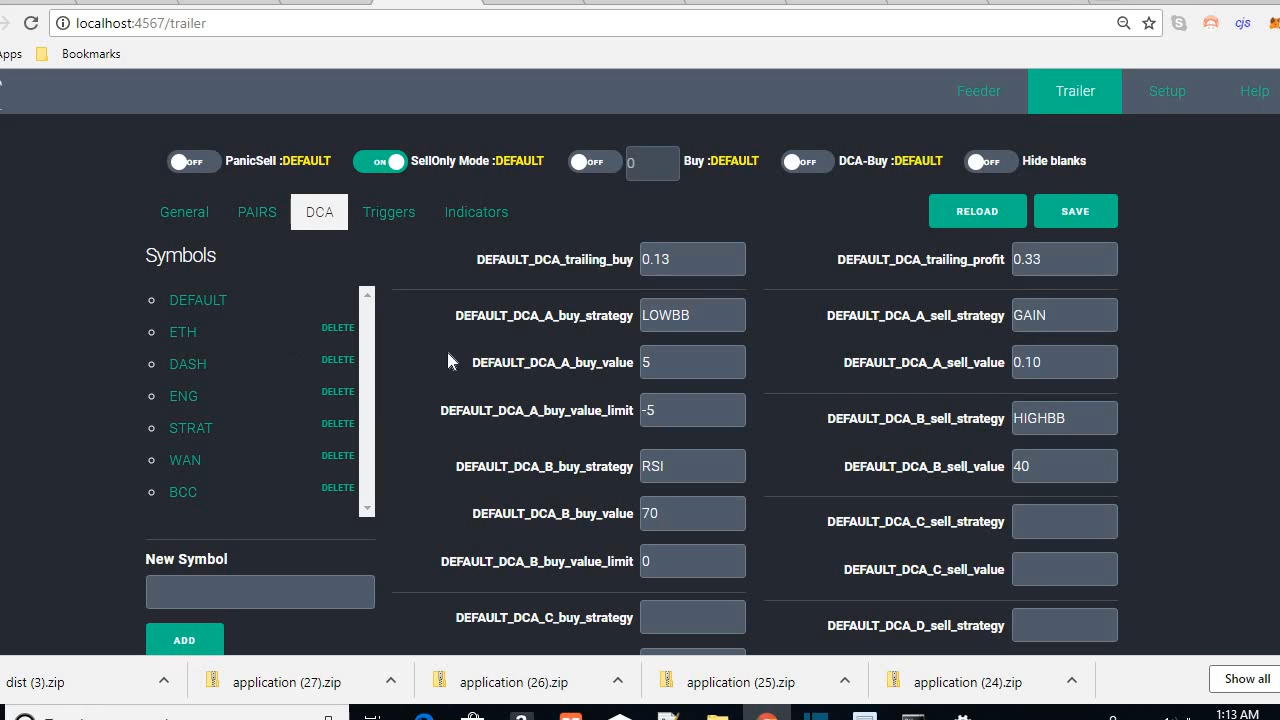 localhost:4567/trailer
cjs
Apps Bookmarks
Feeder Trailer Setup Help
OFF PanicSell :DEFAULT ON SellOnly Mode :DEFAULT OFF 0 Buy :DEFAULT OFF DCA-Buy :DEFAULT OFF Hide blanks
General PAIRS DCA Triggers Indicators RELOAD SAVE
Symbols
DEFAULT
ETH DELETE
DASH DELETE
ENG DELETE
STRAT DELETE
WAN DELETE
BCC DELETE
New Symbol
ADD
DEFAULT_DCA_trailing_buy 0.13
DEFAULT_DCA_A_buy_strategy LOWBB
DEFAULT_DCA_A_buy_value 5
DEFAULT_DCA_A_buy_value_limit -5
DEFAULT_DCA_B_buy_strategy RSI
DEFAULT_DCA_B_buy_value 70
DEFAULT_DCA_B_buy_value_limit 0
DEFAULT_DCA_C_buy_strategy
DEFAULT_DCA_trailing_profit 0.33
DEFAULT_DCA_A_sell_strategy GAIN
DEFAULT_DCA_A_sell_value 0.10
DEFAULT_DCA_B_sell_strategy HIGHBB
DEFAULT_DCA_B_sell_value 40
DEFAULT_DCA_C_sell_strategy
DEFAULT_DCA_C_sell_value
DEFAULT_DCA_D_sell_strategy
dist (3).zip application (27).zip application (26).zip application (25).zip application (24).zip Show all
1:13 AM